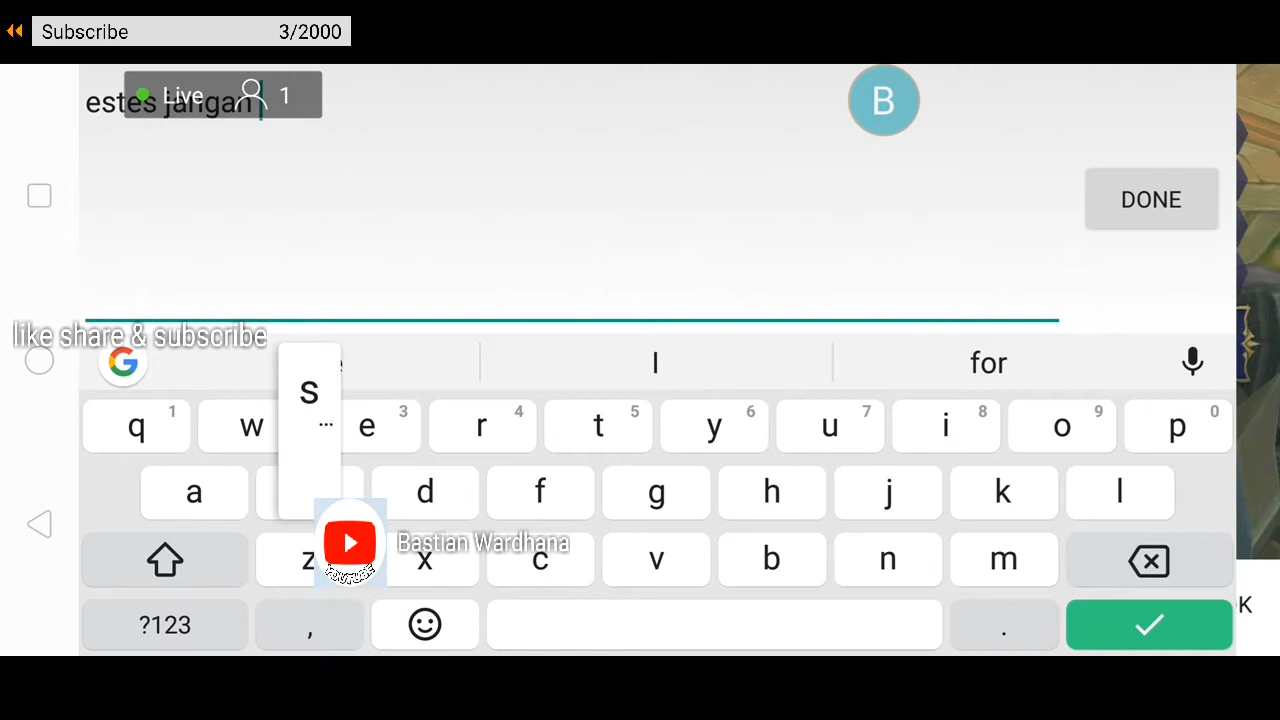 Subscribe 3/2000
Live 1
estes jangan
B
DONE
like share & subscribe
G I for
s
...
q 1 w e 3 r 4 t 5 y 6 u 7 i 8 o 9 p 0
a d f g h j k l
z x c v b n m
YOUTUBE
Bastian Wardhana
?123 , .